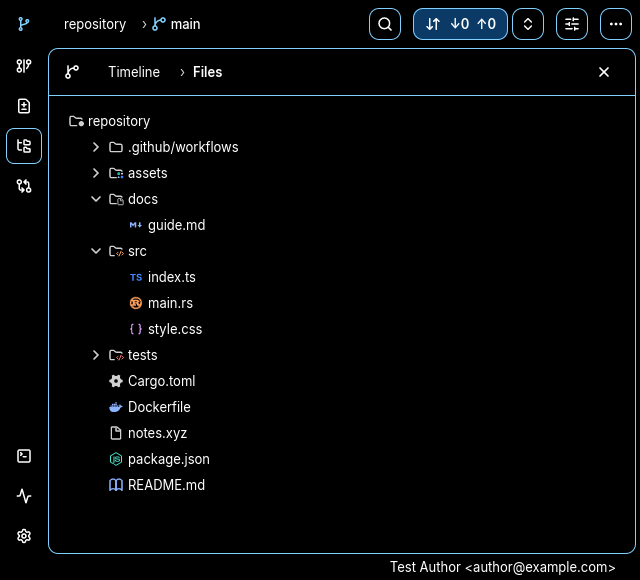 repository › main ↓0 ↑0
Timeline › Files
repository
.github/workflows
assets
docs
M↓ guide.md
src
TS index.ts
main.rs
{ } style.css
tests
Cargo.toml
Dockerfile
notes.xyz
package.json
README.md
Test Author <author@example.com>